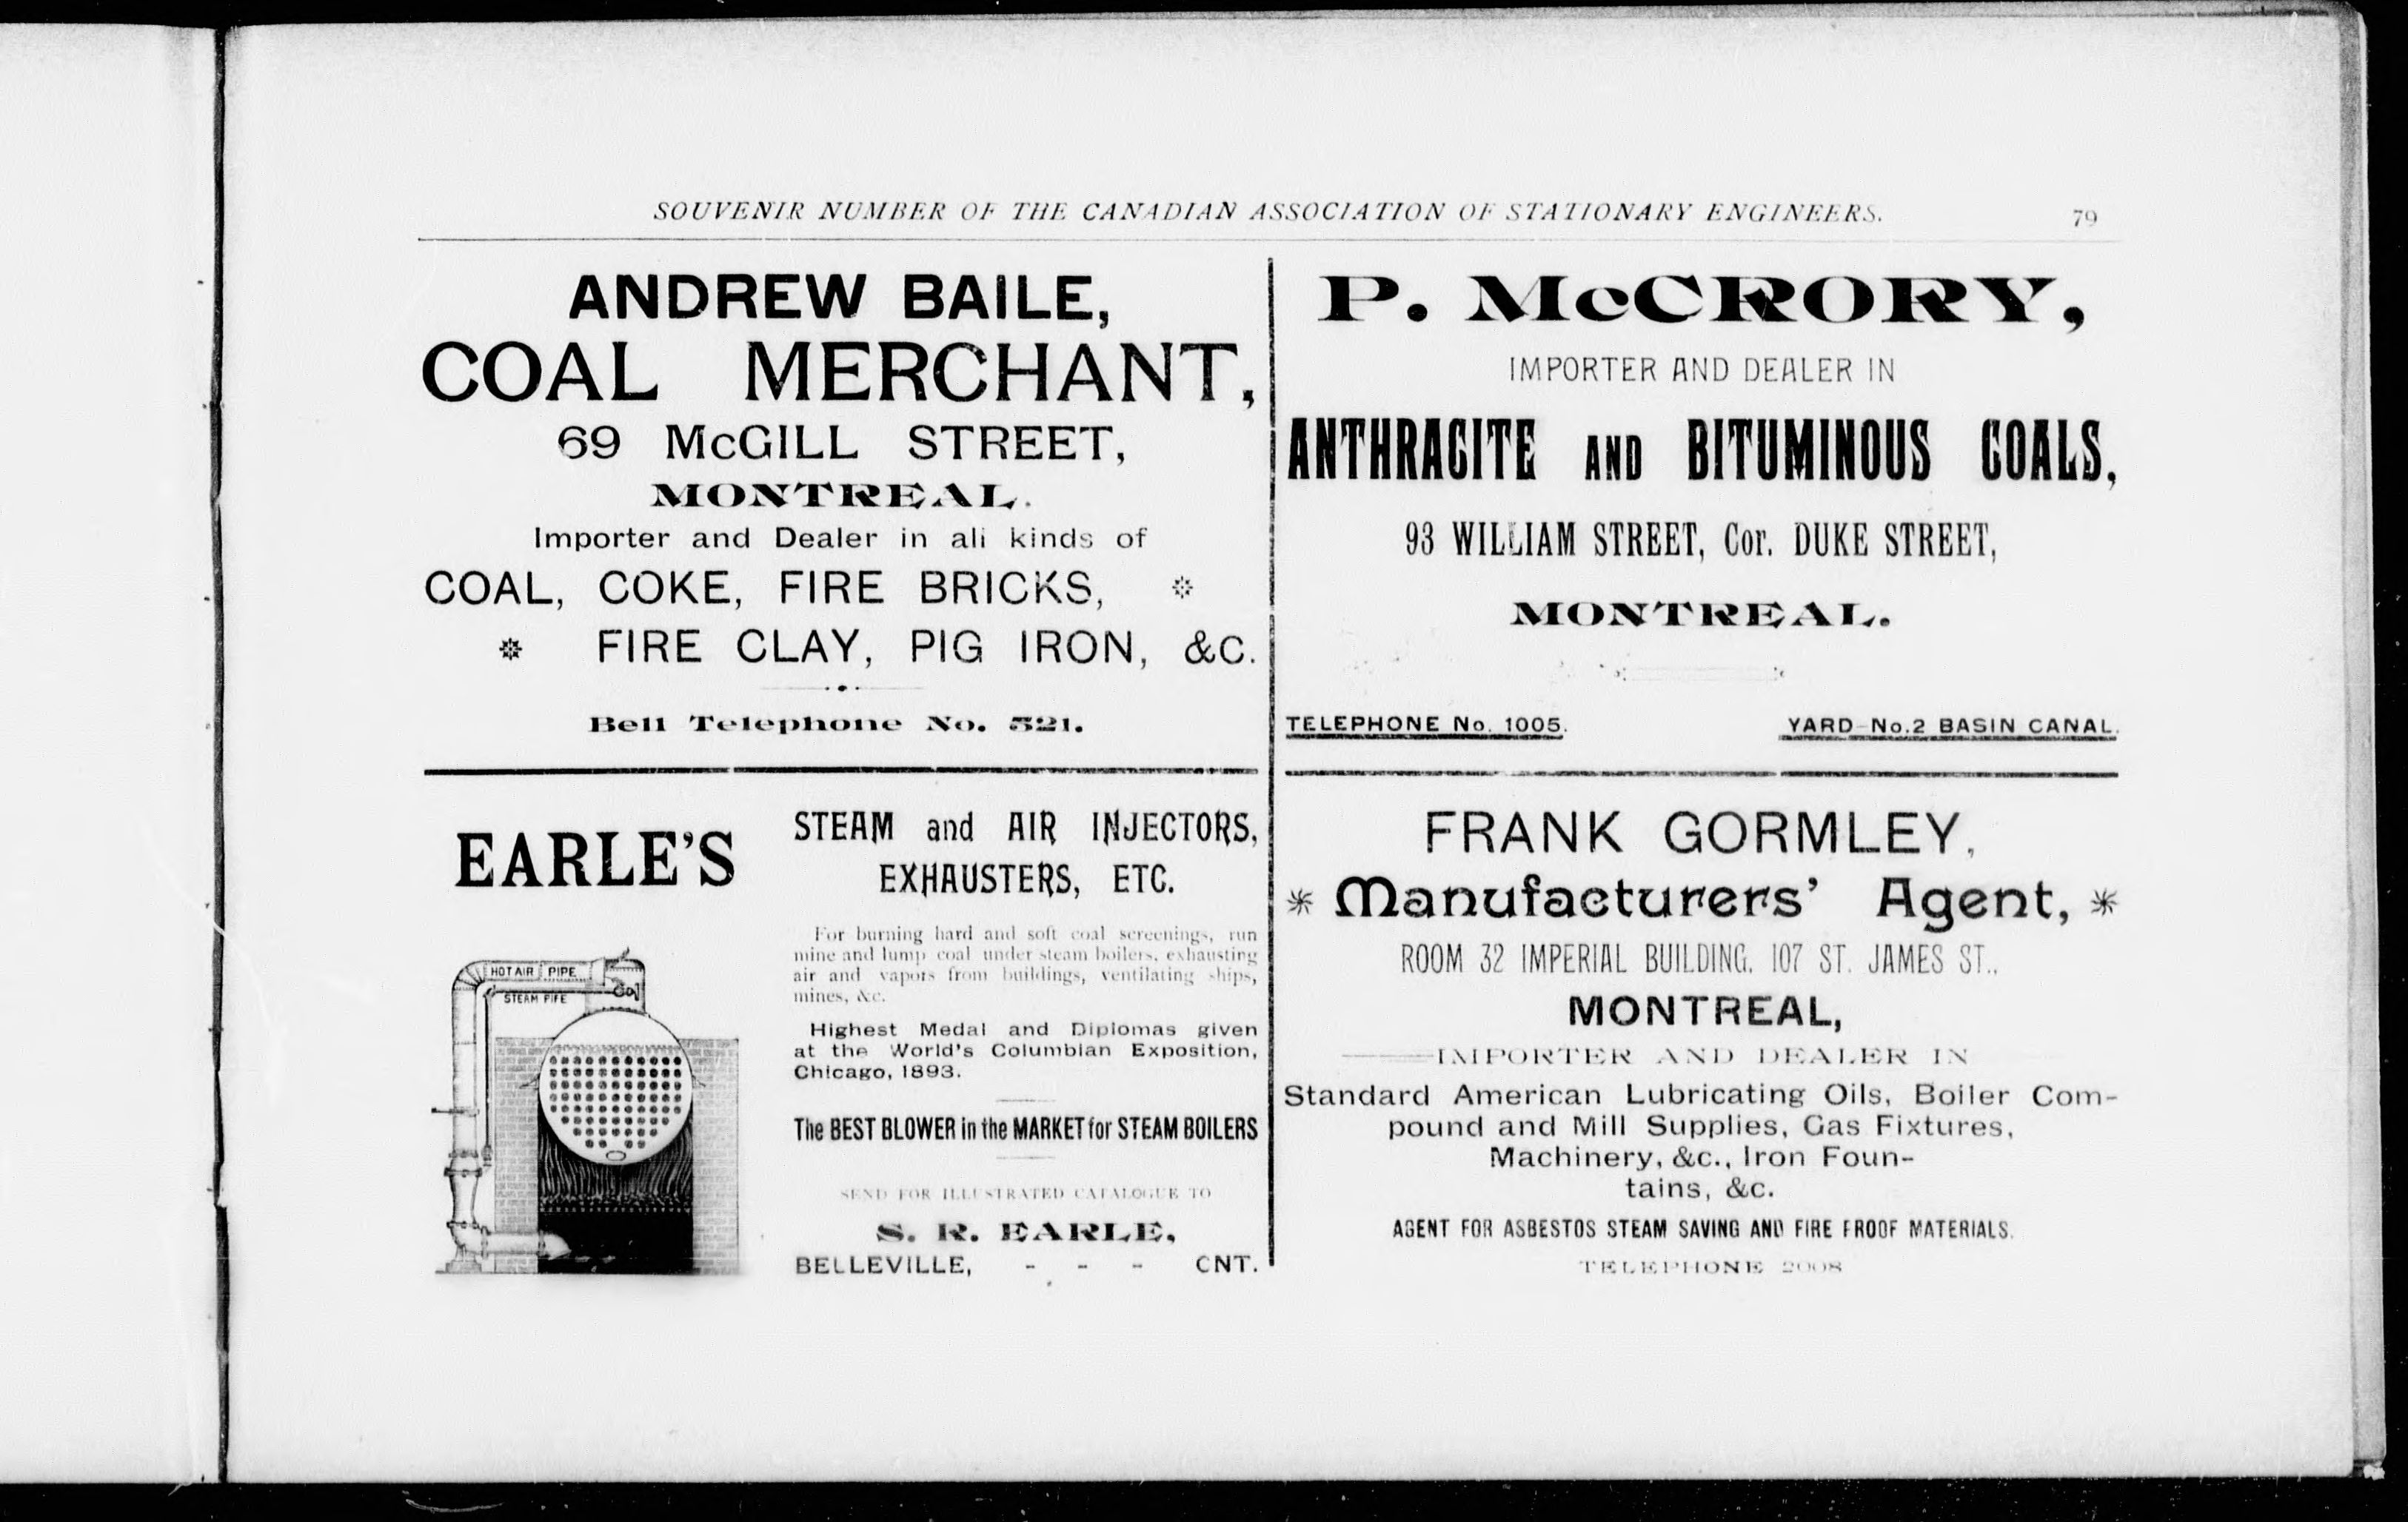 SOUVENIR NUMBER OF THE CANADIAN ASSOCIATION OF STATIONARY ENGINEERS. 79
ANDREW BAILE,
COAL MERCHANT,
69 McGILL STREET,
MONTREAL.
Importer and Dealer in all kinds of
COAL, COKE, FIRE BRICKS,
FIRE CLAY, PIG IRON, &C.
Bell Telephone No. 521.
P. McCRORY,
IMPORTER AND DEALER IN
ANTHRACITE AND BITUMINOUS COALS,
93 WILLIAM STREET, Cor. DUKE STREET,
MONTREAL.
TELEPHONE No. 1005. YARD-No.2 BASIN CANAL.
EARLE'S
HOT AIR PIPE
STEAM PIPE
STEAM and AIR INJECTORS,
EXHAUSTERS, ETC.
For burning hard and soft coal screenings, run
mine and lump coal under steam boilers, exhausting
air and vapors from buildings, ventilating ships,
mines, &c.
Highest Medal and Diplomas given
at the World's Columbian Exposition,
Chicago, 1893.
The BEST BLOWER in the MARKET for STEAM BOILERS
SEND FOR ILLUSTRATED CATALOGUE TO
S. R. EARLE,
BELLEVILLE, - - - ONT.
FRANK GORMLEY,
Manufacturers' Agent,
ROOM 32 IMPERIAL BUILDING, 107 ST. JAMES ST.,
MONTREAL,
IMPORTER AND DEALER IN
Standard American Lubricating Oils, Boiler Com-
pound and Mill Supplies, Gas Fixtures,
Machinery, &c., Iron Foun-
tains, &c.
AGENT FOR ASBESTOS STEAM SAVING AND FIRE PROOF MATERIALS.
TELEPHONE 2008